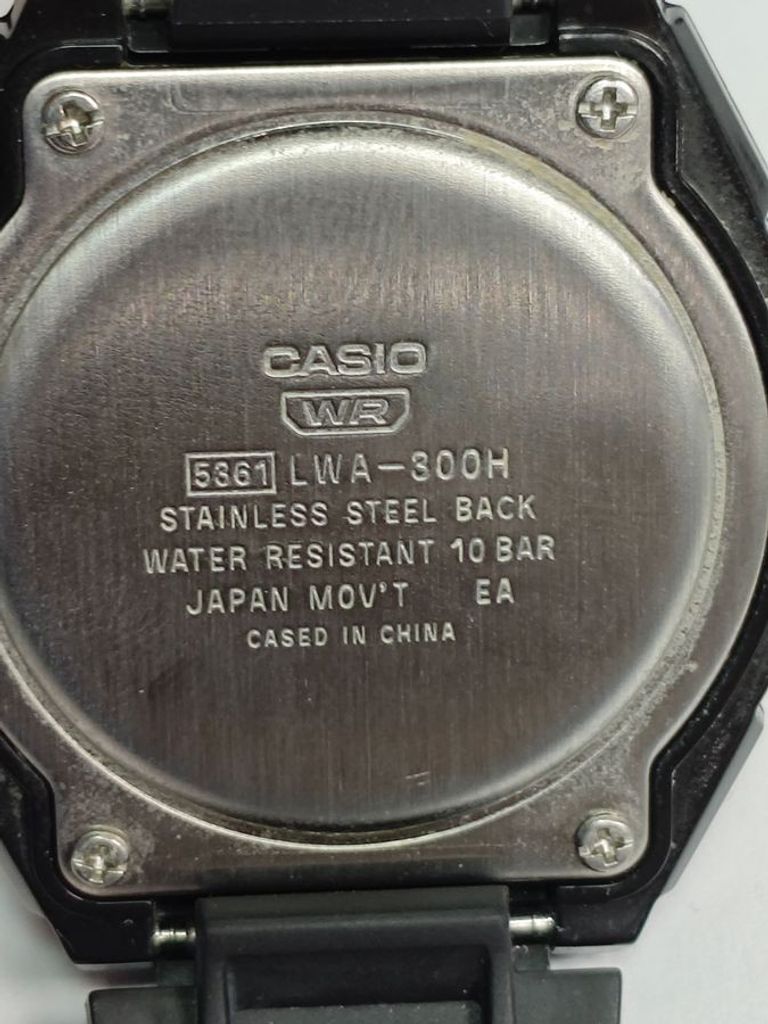 CASIO
WR
5361 LWA-300H
STAINLESS STEEL BACK
WATER RESISTANT 10 BAR
JAPAN MOV'T EA
CASED IN CHINA